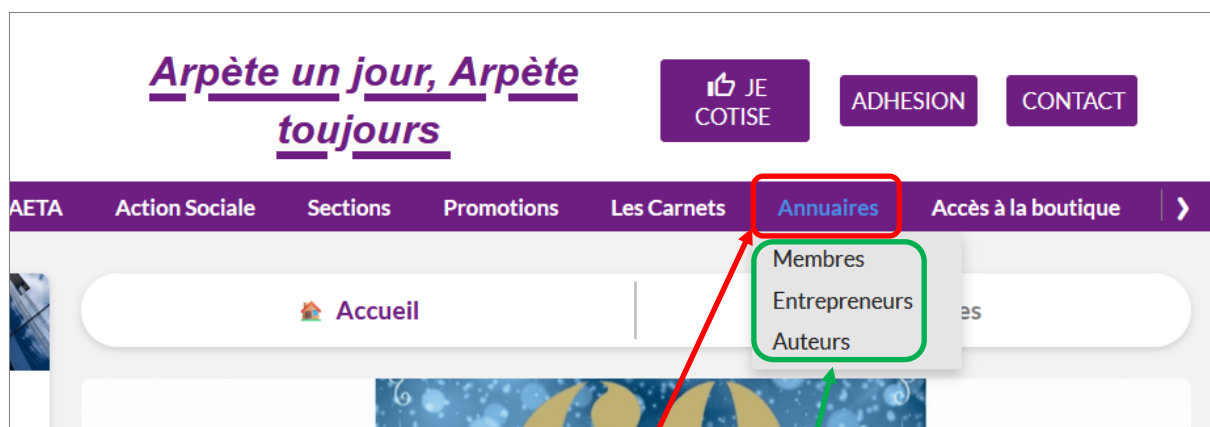 Arpète un jour, Arpète
toujours
JE
COTISE
ADHESION
CONTACT
AETA
Action Sociale
Sections
Promotions
Les Carnets
Annuaires
Accès à la boutique
Membres
Entrepreneurs
Auteurs
Accueil
es